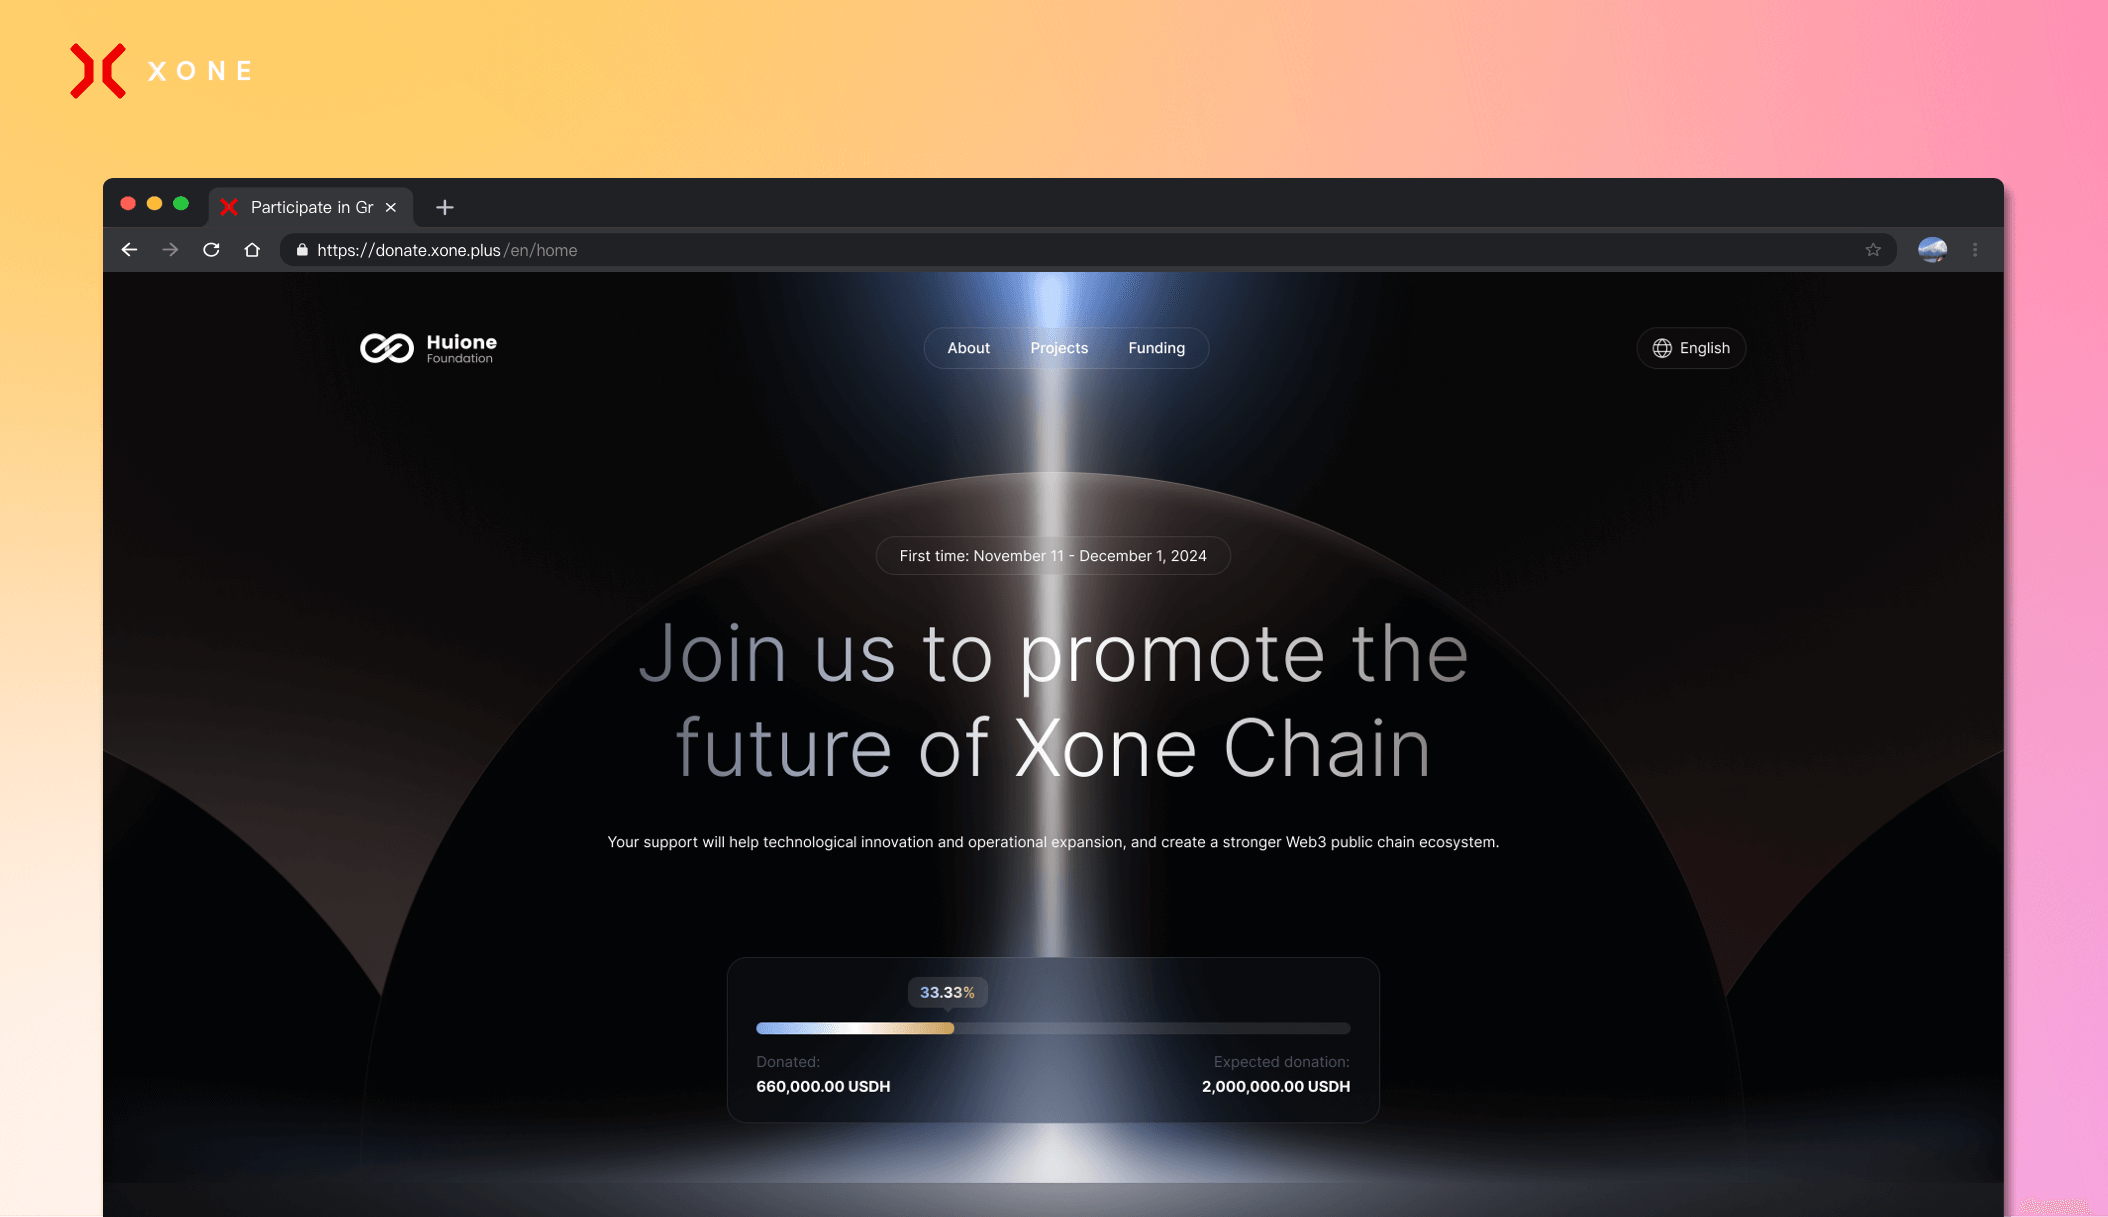 XONE
Participate in Gr
https://donate.xone.plus/en/home
Huione
Foundation
About
Projects
Funding
English
First time: November 11 - December 1, 2024
Join us to promote the
future of Xone Chain
Your support will help technological innovation and operational expansion, and create a stronger Web3 public chain ecosystem.
33.33%
Donated:
Expected donation:
660,000.00 USDH
2,000,000.00 USDH